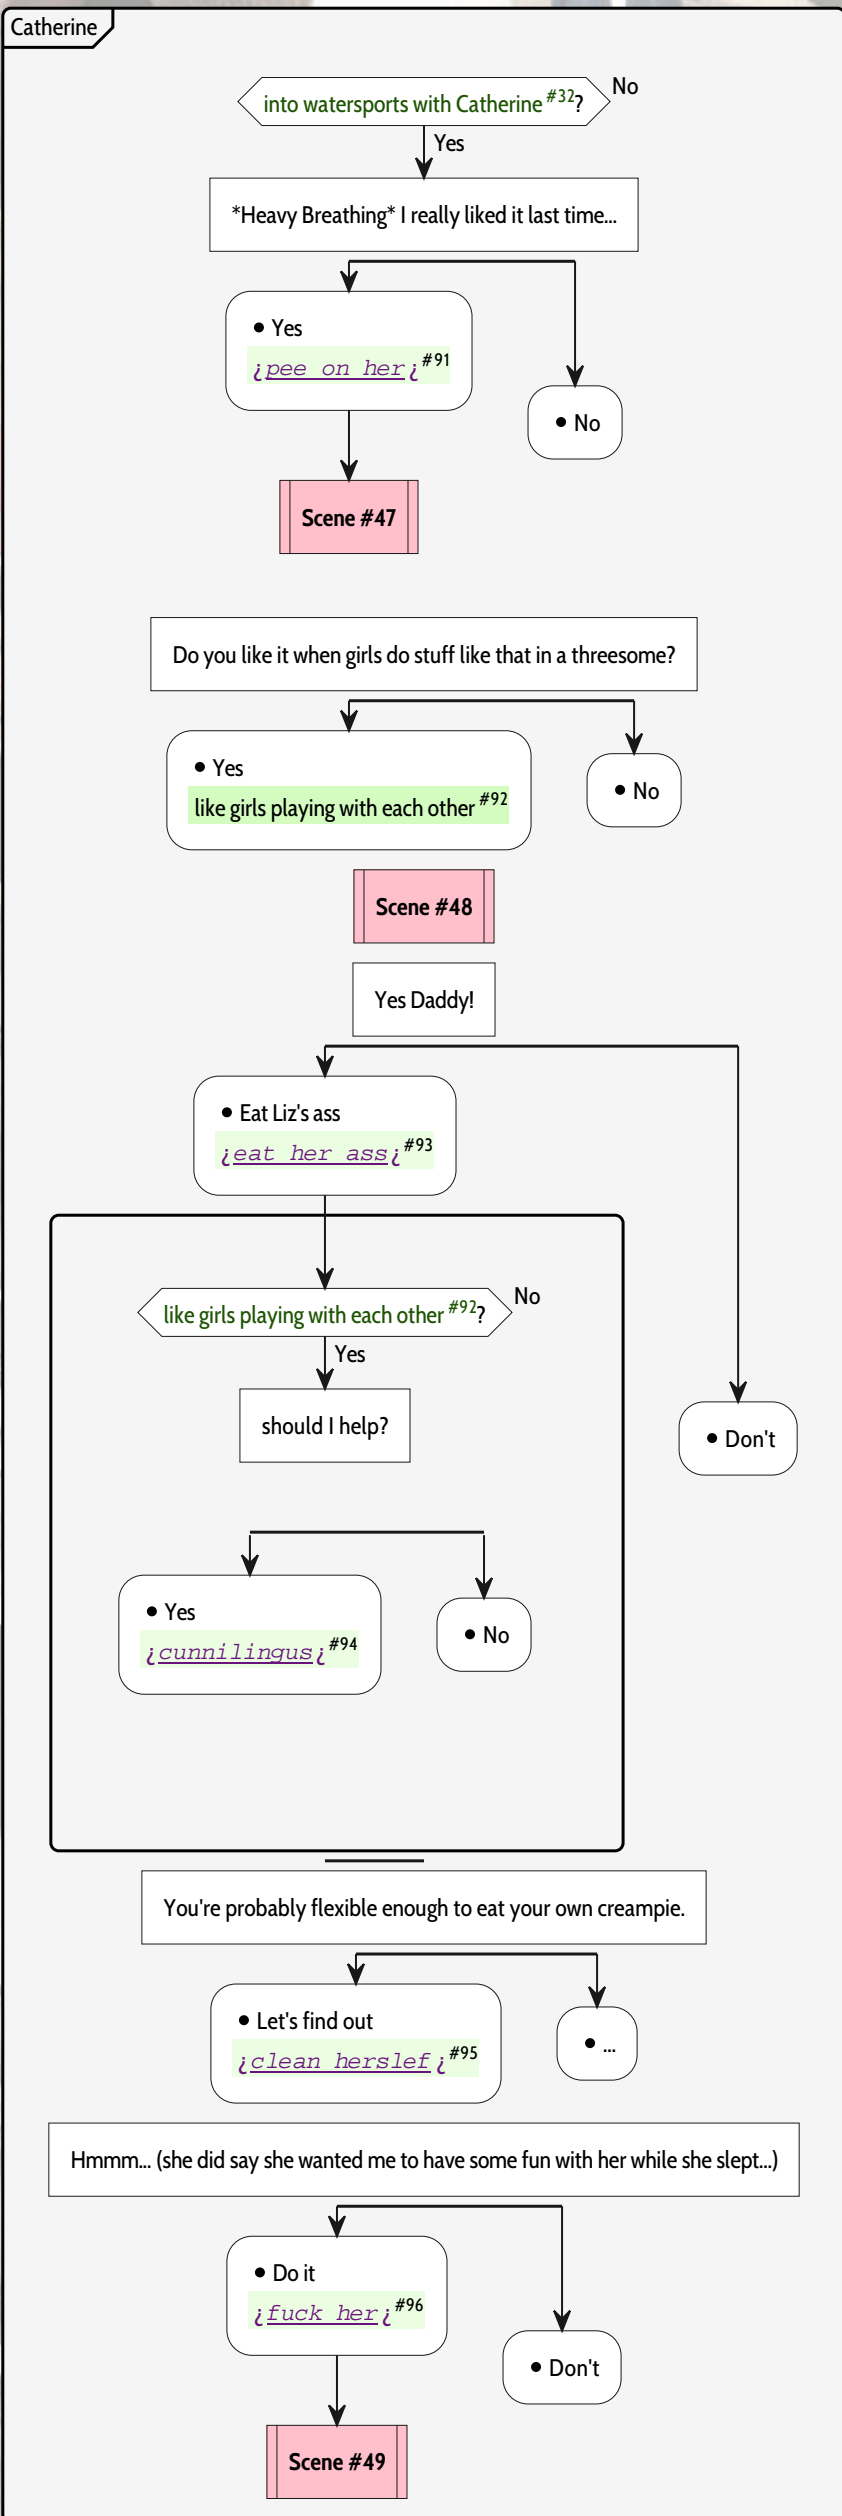 Catherine
into watersports with Catherine #32?
No
Yes
*Heavy Breathing* I really liked it last time...
• Yes
¿pee on her¿ #91
• No
Scene #47
Do you like it when girls do stuff like that in a threesome?
• Yes
like girls playing with each other #92
• No
Scene #48
Yes Daddy!
• Eat Liz's ass
¿eat her ass¿ #93
like girls playing with each other #92?
No
Yes
should I help?
• Don't
• Yes
¿cunnilingus¿ #94
• No
You're probably flexible enough to eat your own creampie.
• Let's find out
¿clean herslef¿ #95
• ...
Hmmm... (she did say she wanted me to have some fun with her while she slept...)
• Do it
¿fuck her¿ #96
• Don't
Scene #49